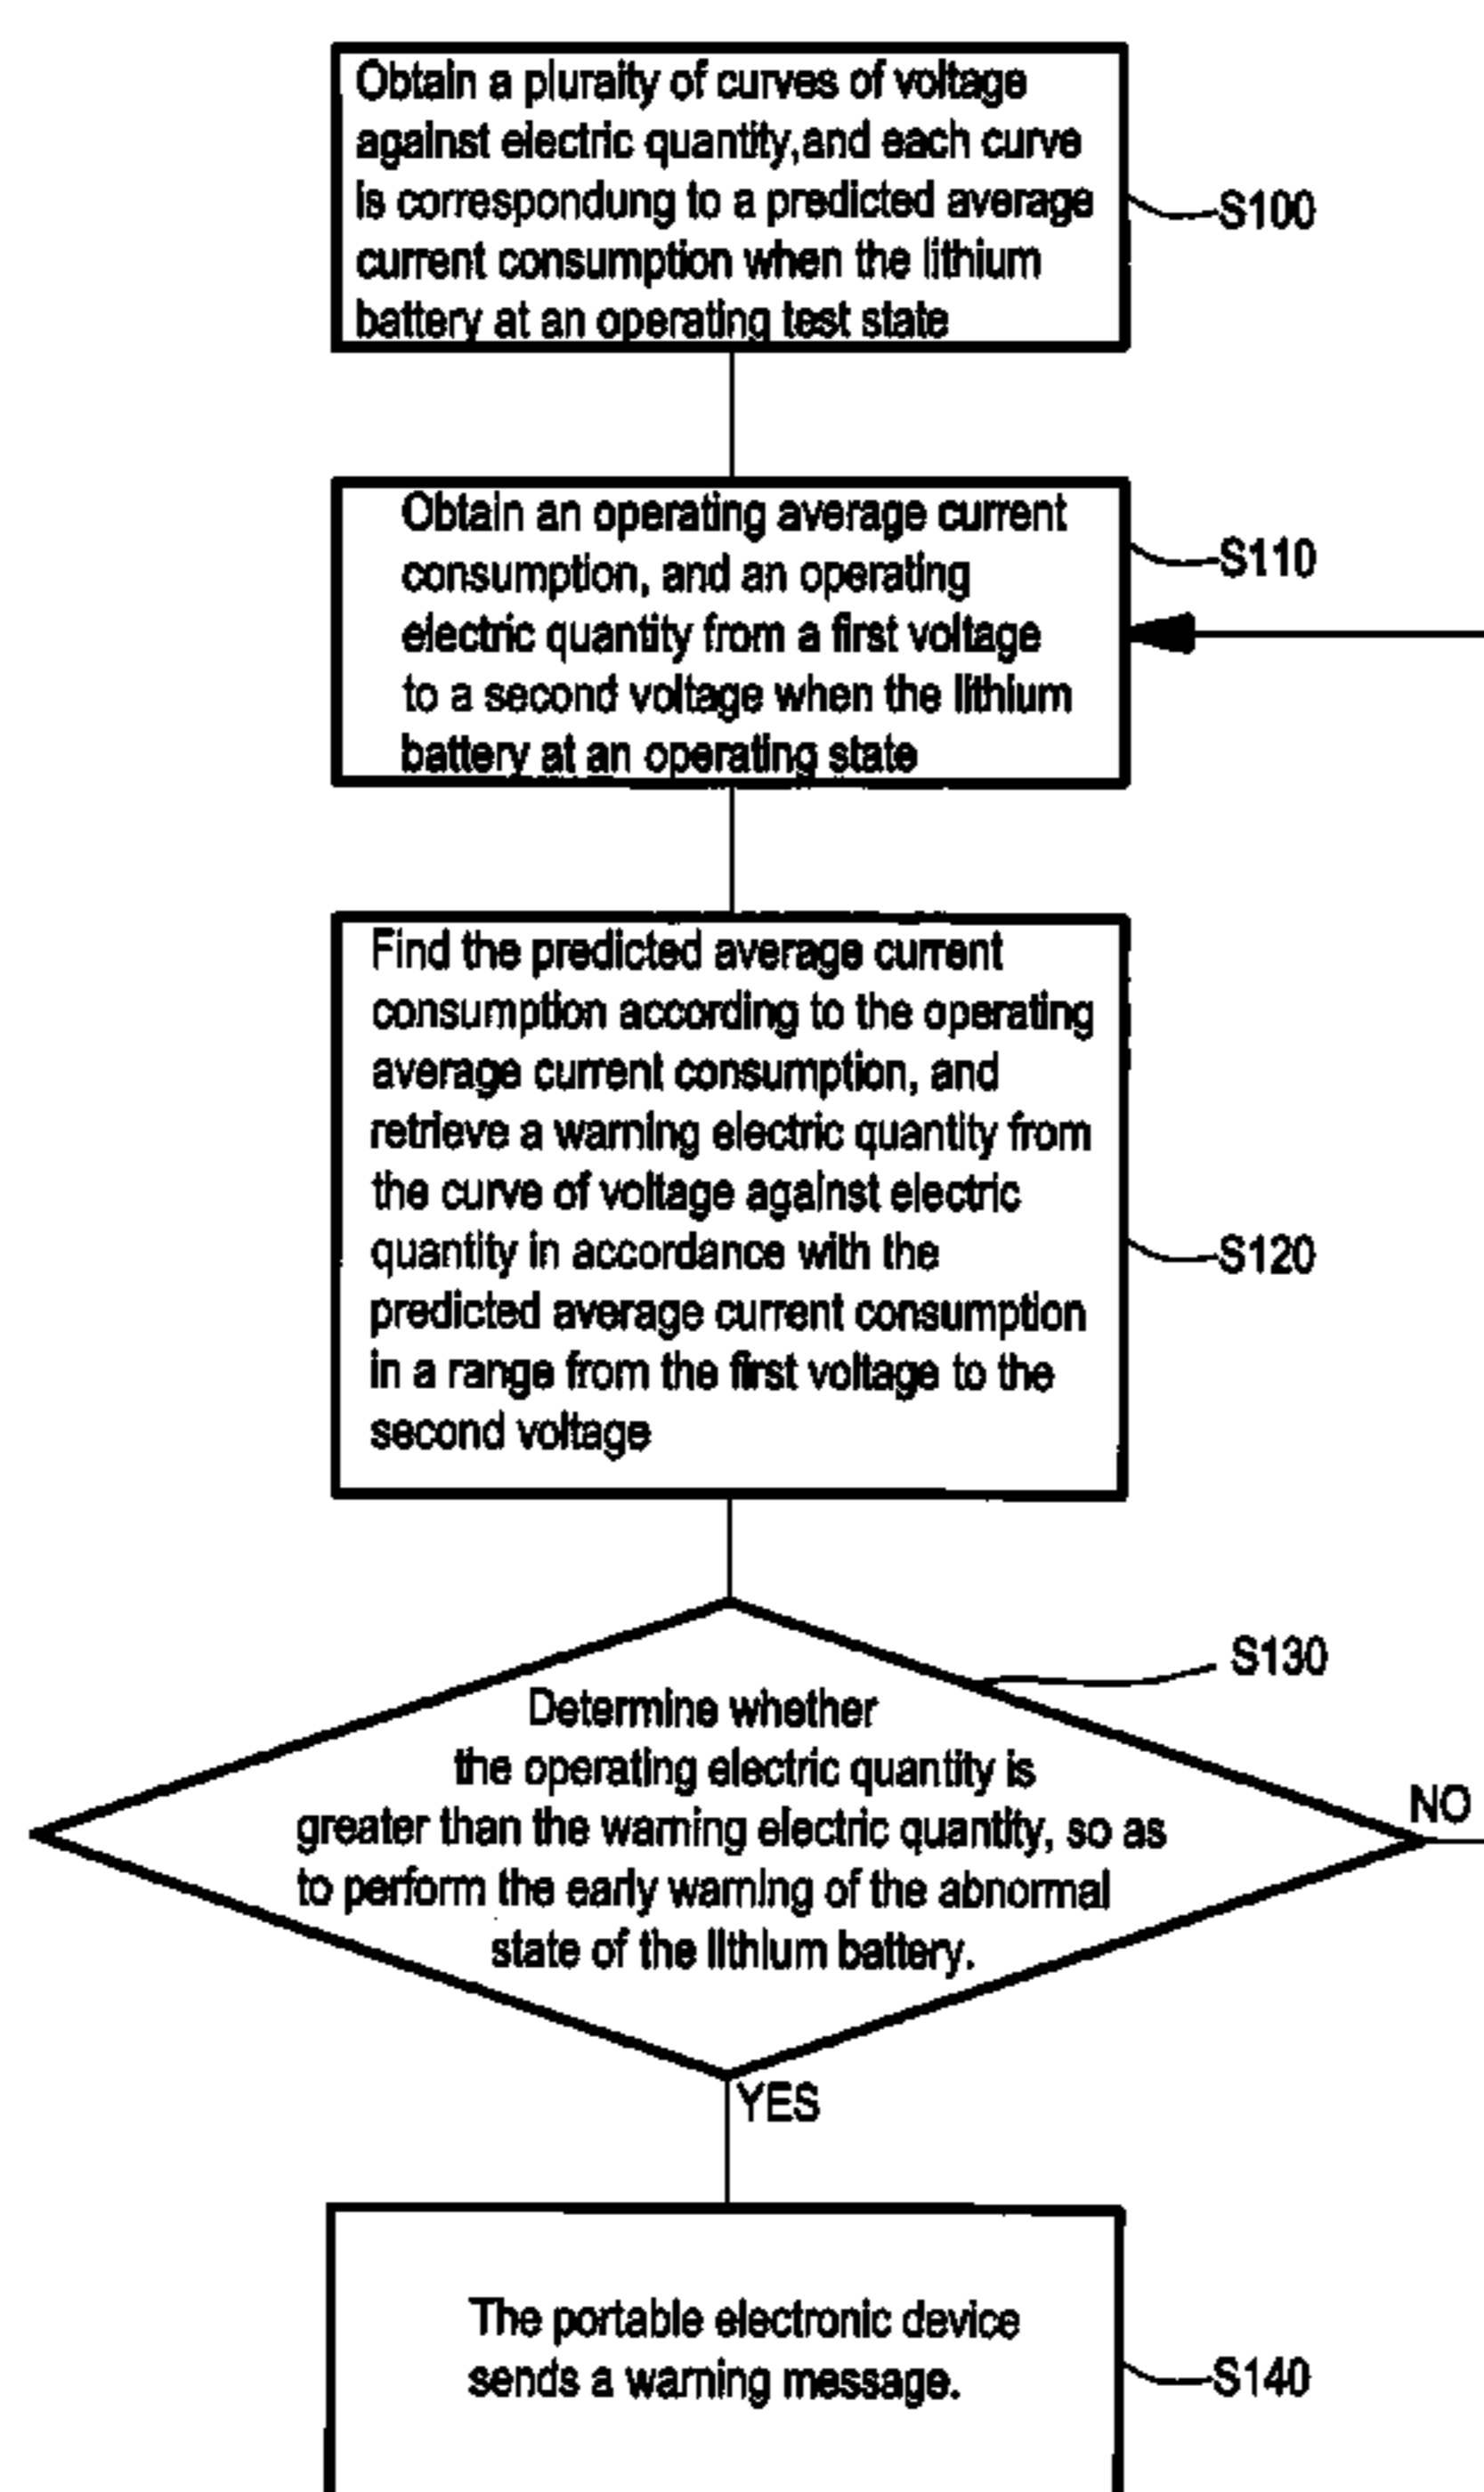 Obtain a pluraity of curves of voltage
against electric quantity,and each curve
is correspondung to a predicted average
current consumption when the lithium
battery at an operating test state
S100
Obtain an operating average current
consumption, and an operating
electric quantity from a first voltage
to a second voltage when the lithium
battery at an operating state
S110
Find the predicted average current
consumption according to the operating
average current consumption, and
retrieve a warning electric quantity from
the curve of voltage against electric
quantity in accordance with the
predicted average current consumption
in a range from the first voltage to the
second voltage
S120
S130
Determine whether
the operating electric quantity is
greater than the warning electric quantity, so as
to perform the early warning of the abnormal
state of the lithium battery.
NO
YES
The portable electronic device
sends a warning message.
S140